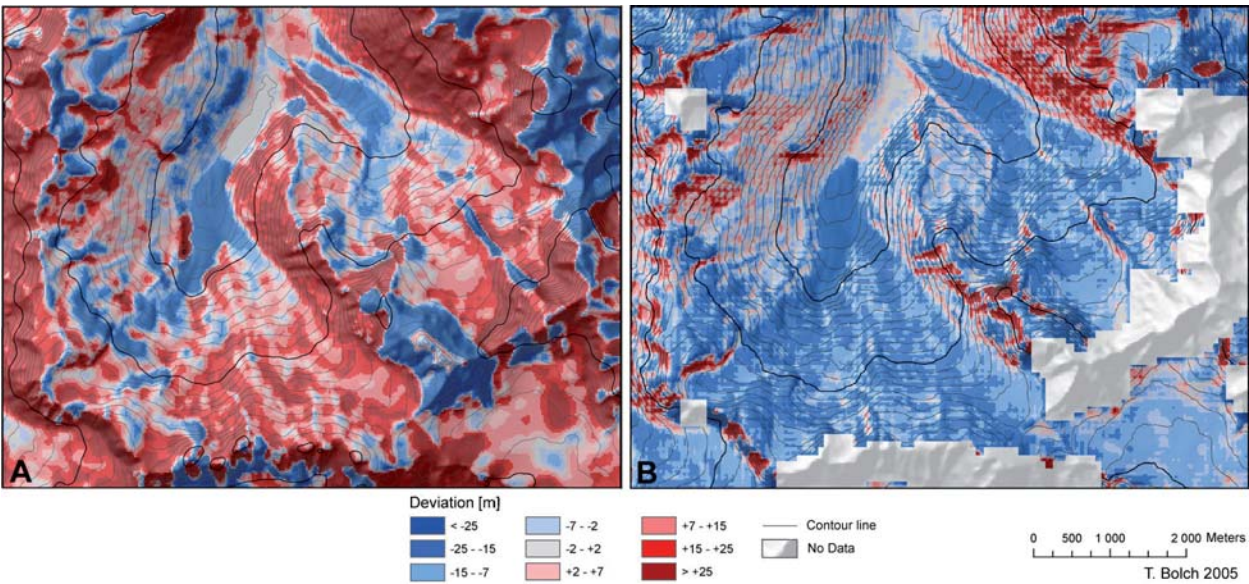 A
B
Deviation [m]
< -25
-25 - -15
-15 - -7
-7 - -2
-2 - +2
+2 - +7
+7 - +15
+15 - +25
> +25
Contour line
No Data
0 500 1 000 2 000 Meters
T. Bolch 2005